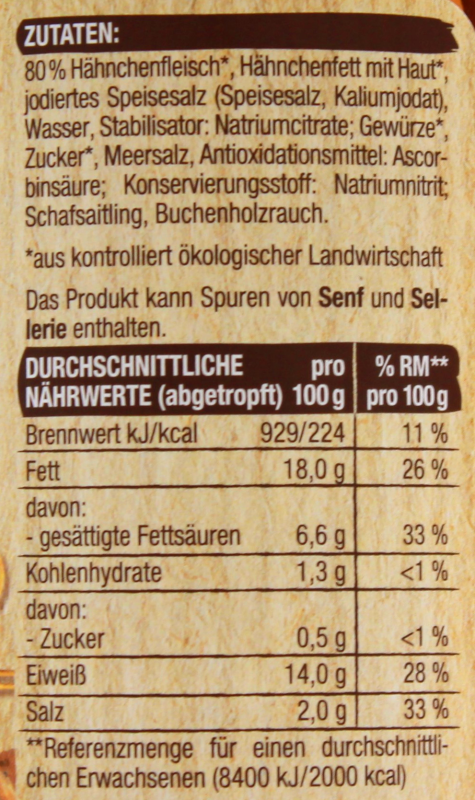 ZUTATEN:
80 % Hähnchenfleisch*, Hähnchenfett mit Haut*,
jodiertes Speisesalz (Speisesalz, Kaliumjodat),
Wasser, Stabilisator: Natriumcitrate; Gewürze*,
Zucker*, Meersalz, Antioxidationsmittel: Ascor-
binsäure; Konservierungsstoff: Natriumnitrit;
Schafsaitling, Buchenholzrauch.
*aus kontrolliert ökologischer Landwirtschaft
Das Produkt kann Spuren von Senf und Sel-
lerie enthalten.
DURCHSCHNITTLICHE pro % RM**
NÄHRWERTE (abgetropft) 100 g pro 100 g
Brennwert kJ/kcal 929/224 11 %
Fett 18,0 g 26 %
davon:
- gesättigte Fettsäuren 6,6 g 33 %
Kohlenhydrate 1,3 g <1 %
davon:
- Zucker 0,5 g <1 %
Eiweiß 14,0 g 28 %
Salz 2,0 g 33 %
**Referenzmenge für einen durchschnittli-
chen Erwachsenen (8400 kJ/2000 kcal)